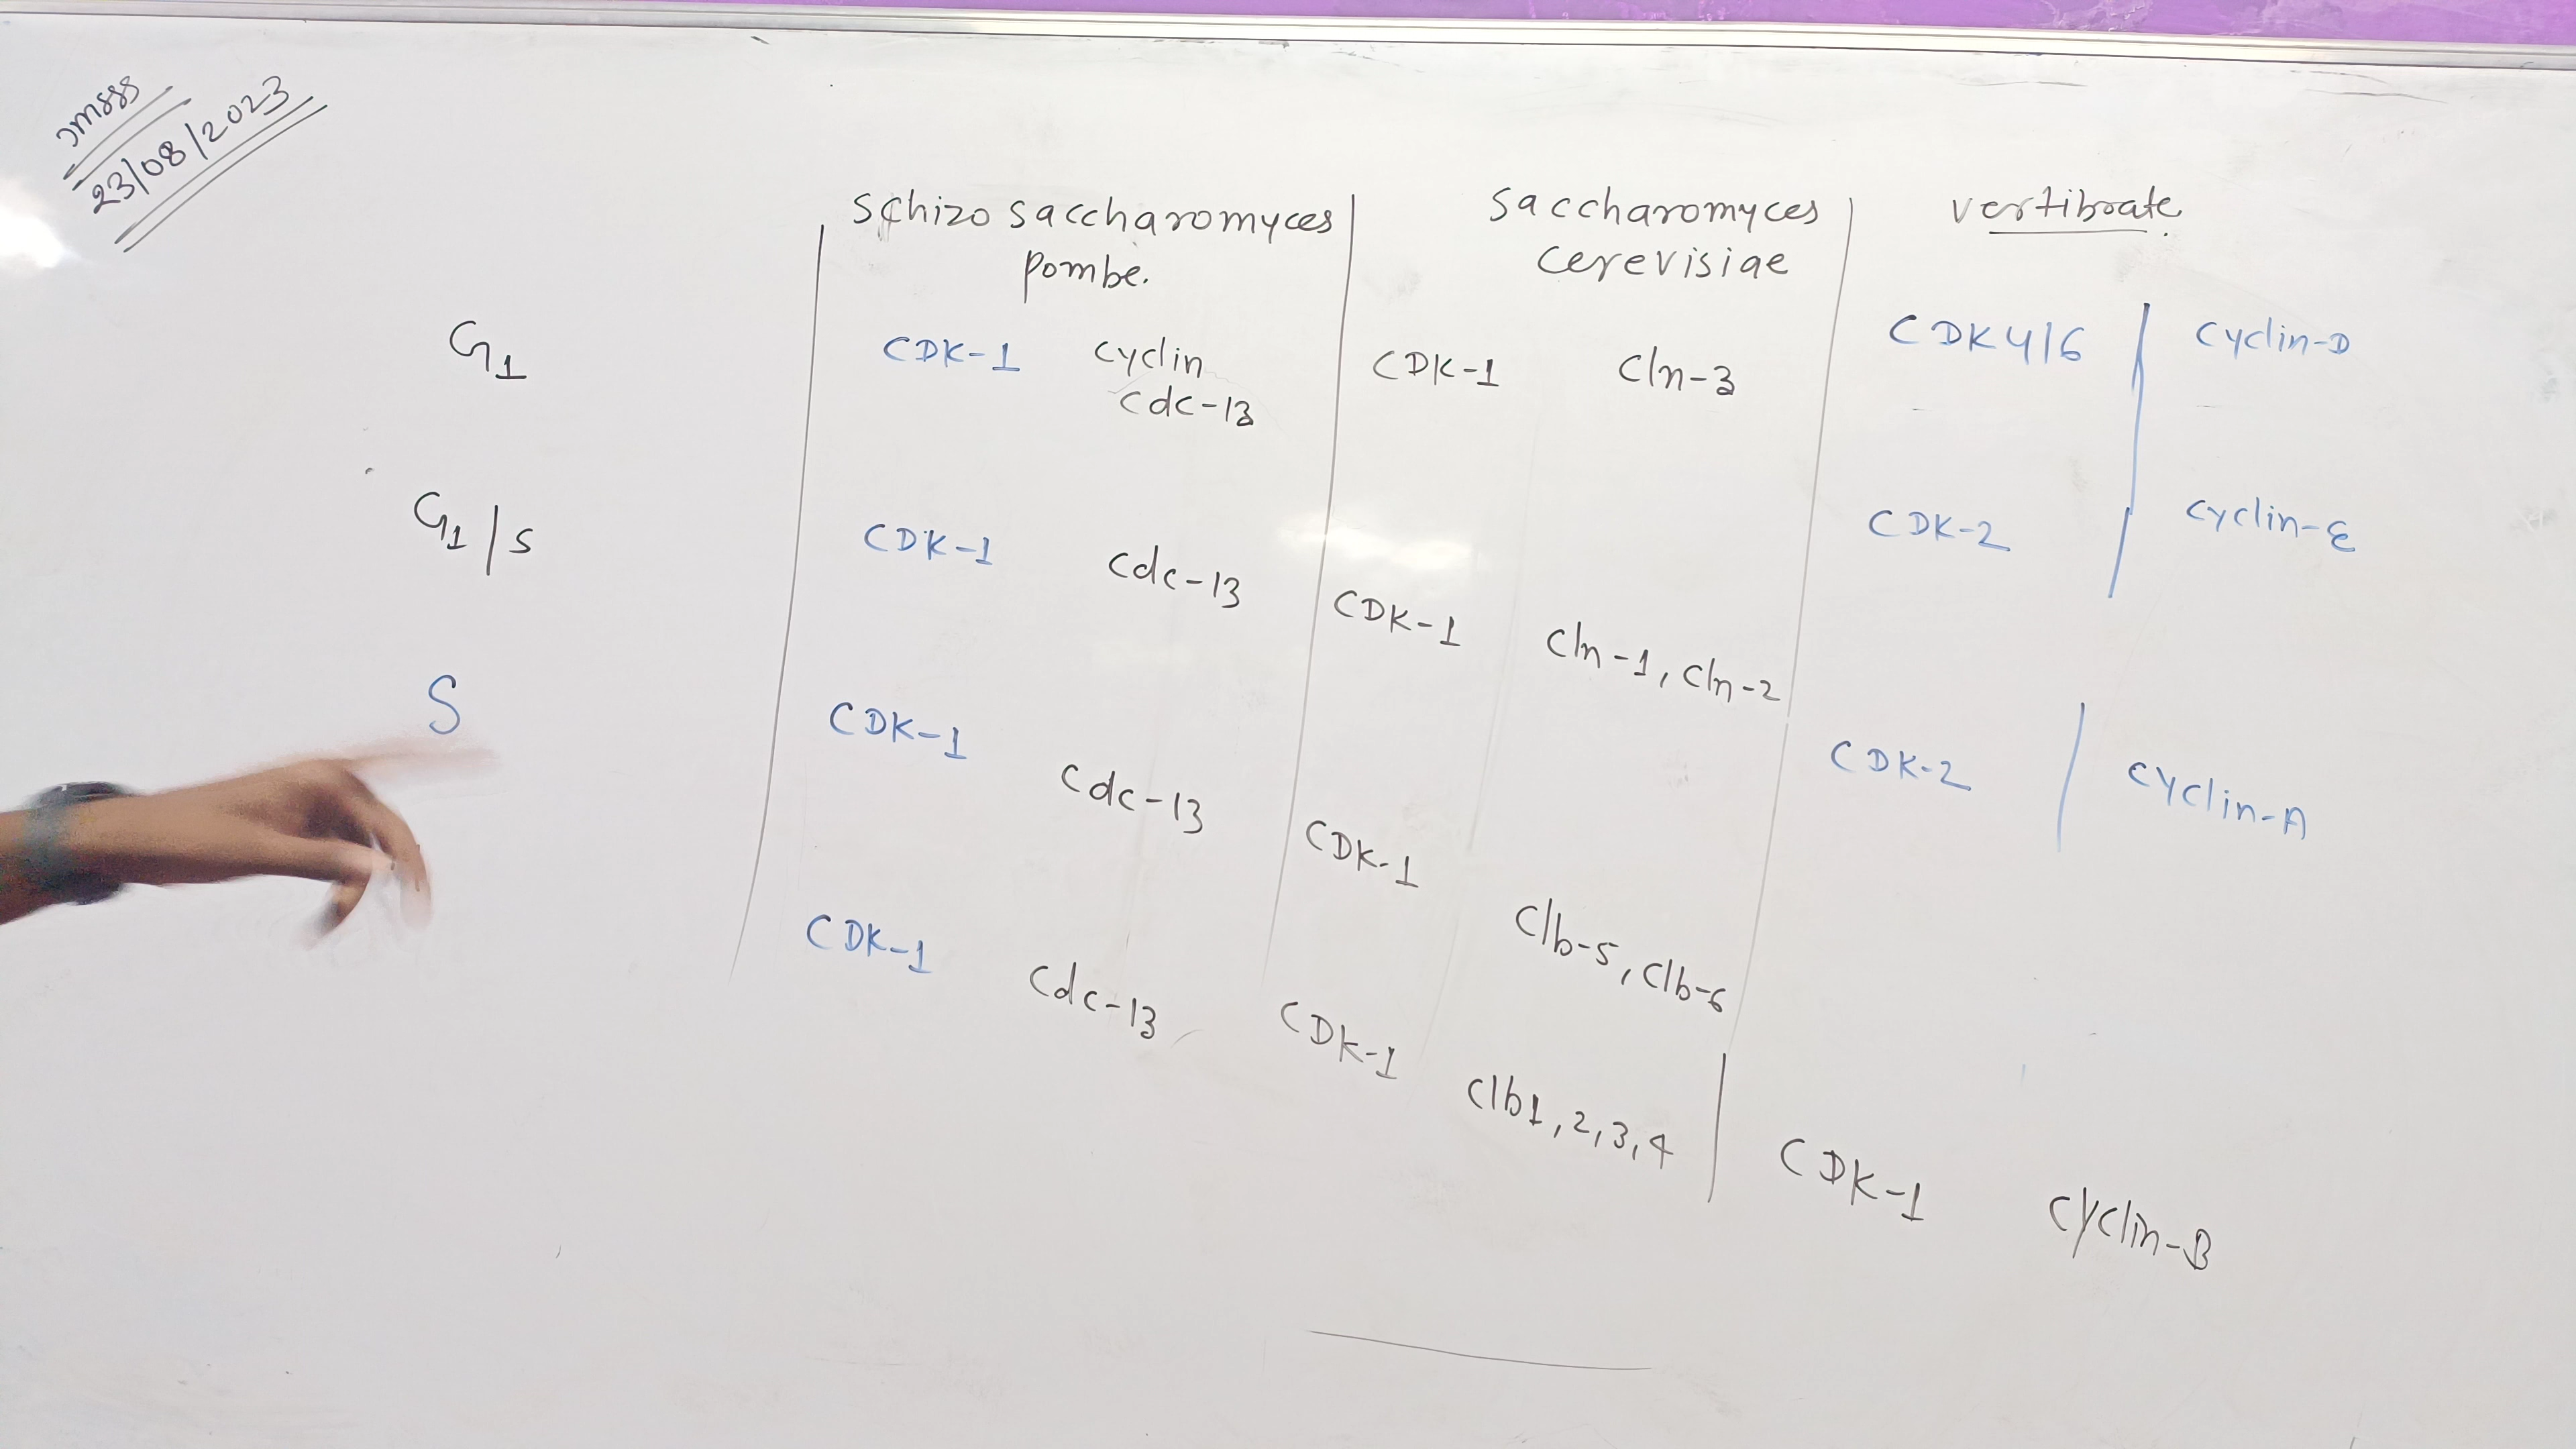 JMSSS
23/08/2023
Schizo saccharomyces
pombe.
Saccharomyces
cerevisiae
vertibrate
G1
CDK-1 cyclin
cdc-13
CDK-1 Cln-3
CDK4/6 cyclin-D
G1/S
CDK-1 Cdc-13
CDK-1 Cln-1, Cln-2
CDK-2 cyclin-E
S
CDK-1 Cdc-13
CDK-1 Clb-5, Clb-6
CDK-2 cyclin-A
CDK-1 Cdc-13
CDK-1 Clb1,2,3,4
CDK-1 cyclin-B